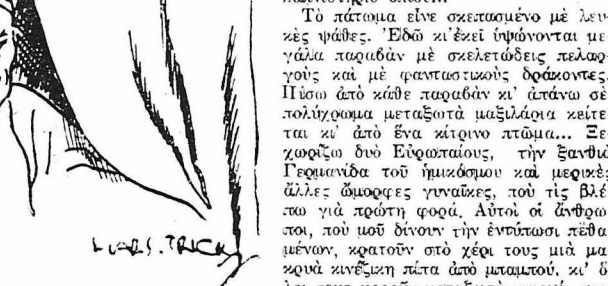 Τὸ πάτωμα εἶνε σκεπασμένο μὲ λευ-
κὲς ψάθες. Ἐδῶ κι᾿ ἐκεῖ ὑψώνονται με-
γάλα παραβὰν μὲ σκελετώδεις πελαρ-
γοὺς καὶ μὲ φανταστικοὺς δράκοντες.
Πίσω ἀπὸ κάθε παραβὰν κι᾿ ἀπάνω σὲ
πολύχρωμα μεταξωτὰ μαξιλάρια κείτε
ται κι᾿ ἀπὸ ἕνα κίτρινο πτῶμα... Ξε-
χωρίζω δυὸ Εὐρωπαίους, τὴν ξανθιὰ
Γερμανίδα τοῦ ἡμικόσμου καὶ μερικὲς
ἄλλες ὤμορφες γυναῖκες, ποὺ τὶς βλέ
πω γιὰ πρώτη φορά. Αὐτοὶ οἱ ἄνθρω
ποι, ποὺ μοῦ δίνουν τὴν ἐντύπωσι πεθα
μένων, κρατοῦν στὸ χέρι τους μιὰ μα
κρυὰ κινέζικη πίπα ἀπὸ μπαμποῦ, κι᾿ ὅ